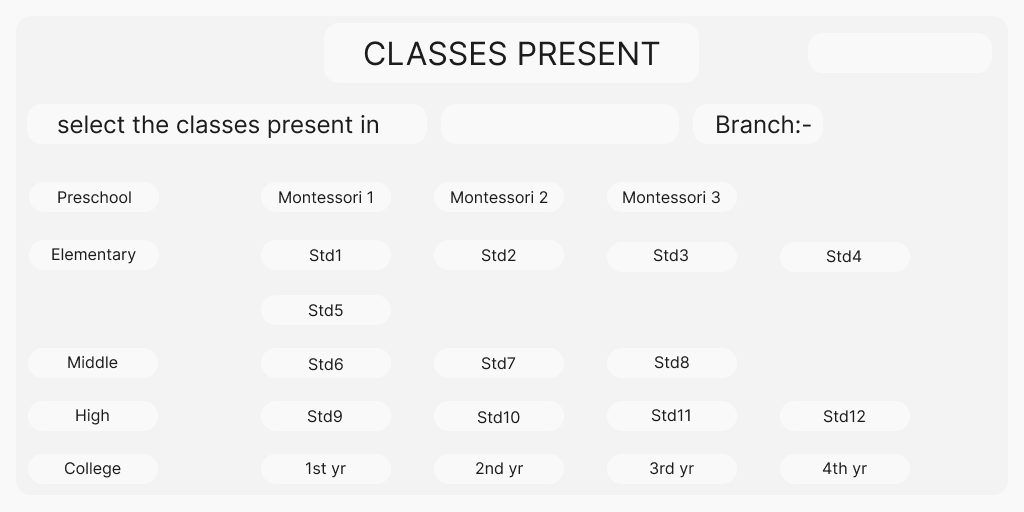 CLASSES PRESENT
select the classes present in Branch:-
Preschool Montessori 1 Montessori 2 Montessori 3
Elementary Std1 Std2 Std3 Std4
Std5
Middle Std6 Std7 Std8
High Std9 Std10 Std11 Std12
College 1st yr 2nd yr 3rd yr 4th yr